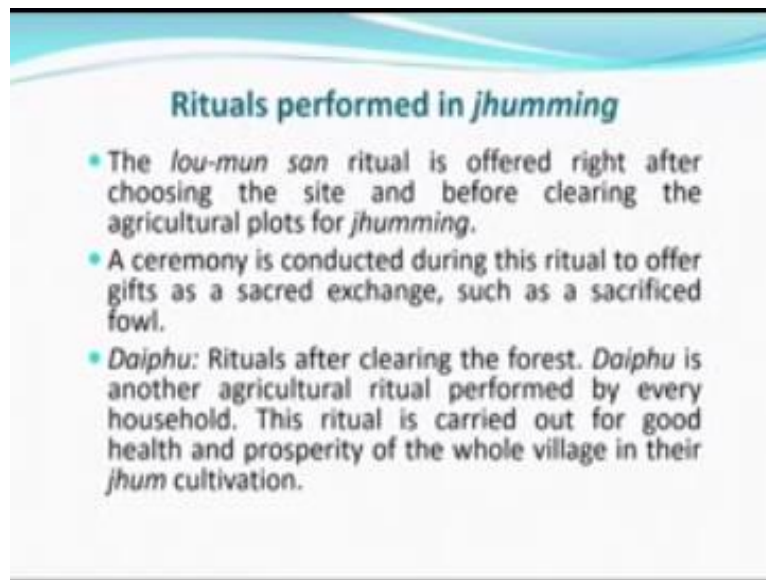 Rituals performed in jhumming
• The lou-mun san ritual is offered right after
choosing the site and before clearing the
agricultural plots for jhumming.
• A ceremony is conducted during this ritual to offer
gifts as a sacred exchange, such as a sacrificed
fowl.
• Daiphu: Rituals after clearing the forest. Daiphu is
another agricultural ritual performed by every
household. This ritual is carried out for good
health and prosperity of the whole village in their
jhum cultivation.